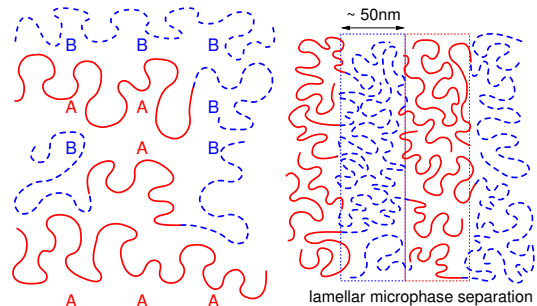 ~ 50nm
B B B
A A B
B A B
A A A
lamellar microphase separation